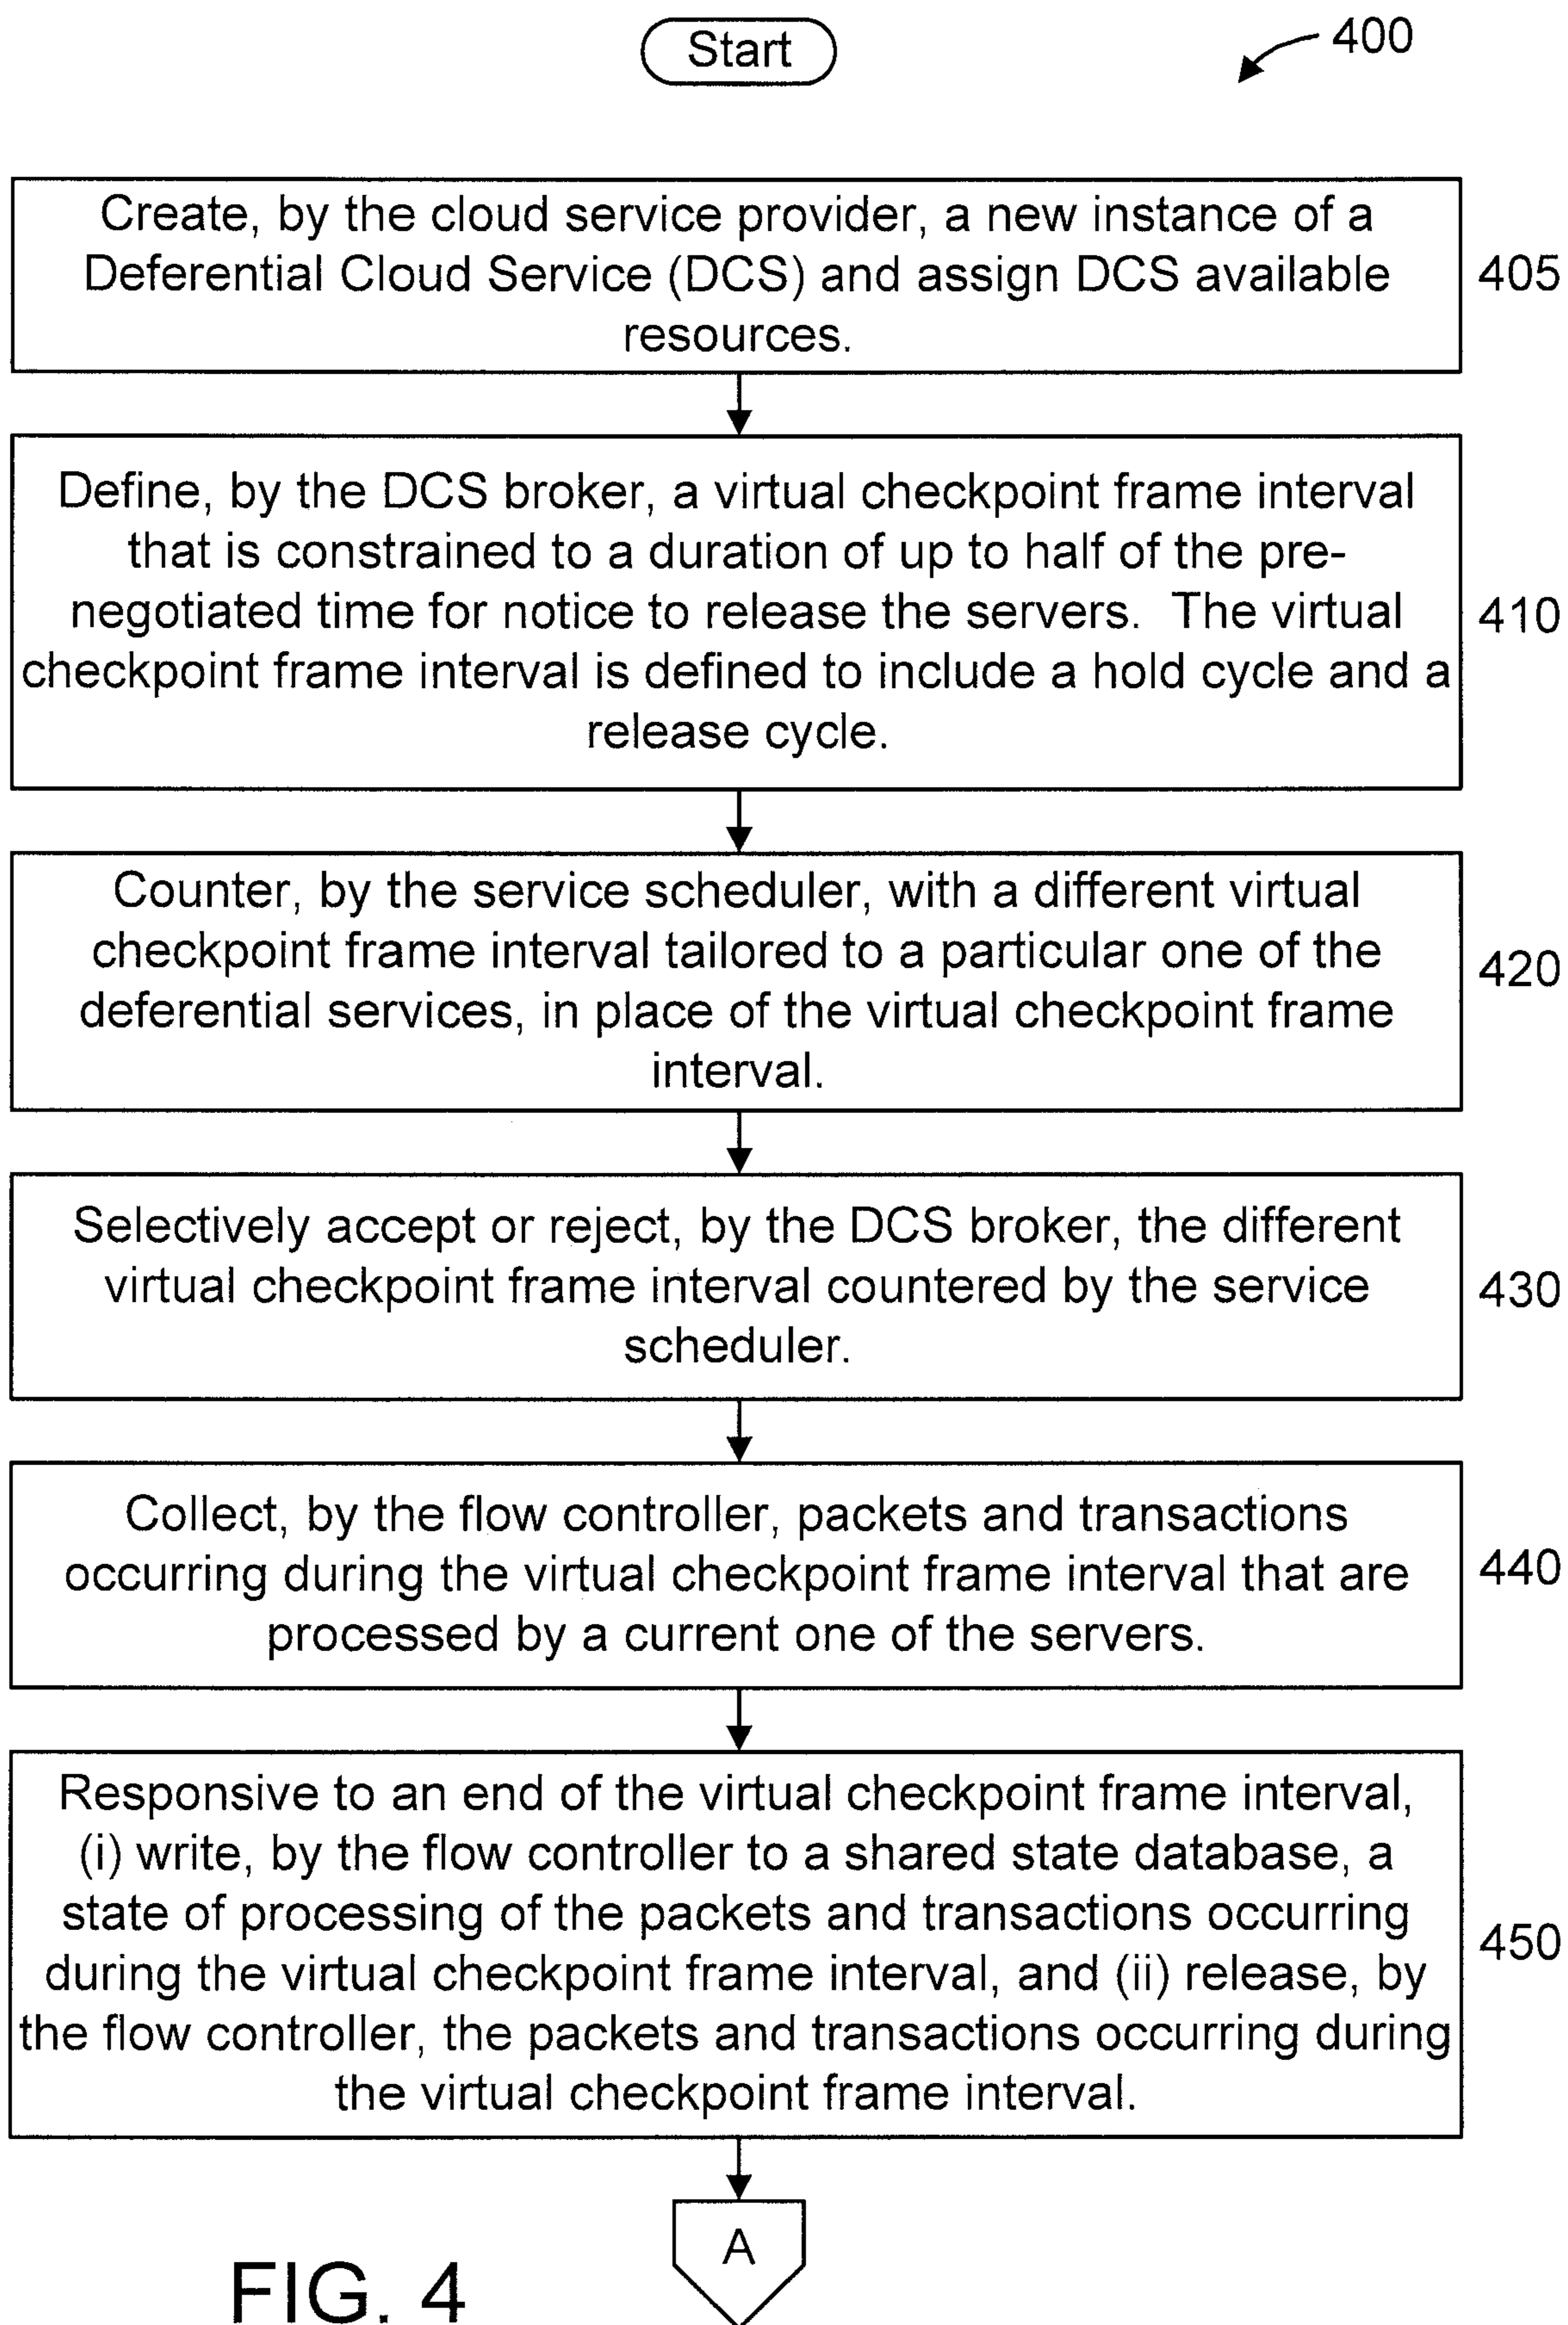 Start
400
Create, by the cloud service provider, a new instance of a
Deferential Cloud Service (DCS) and assign DCS available
resources.
405
Define, by the DCS broker, a virtual checkpoint frame interval
that is constrained to a duration of up to half of the pre-
negotiated time for notice to release the servers. The virtual
checkpoint frame interval is defined to include a hold cycle and a
release cycle.
410
Counter, by the service scheduler, with a different virtual
checkpoint frame interval tailored to a particular one of the
deferential services, in place of the virtual checkpoint frame
interval.
420
Selectively accept or reject, by the DCS broker, the different
virtual checkpoint frame interval countered by the service
scheduler.
430
Collect, by the flow controller, packets and transactions
occurring during the virtual checkpoint frame interval that are
processed by a current one of the servers.
440
Responsive to an end of the virtual checkpoint frame interval,
(i) write, by the flow controller to a shared state database, a
state of processing of the packets and transactions occurring
during the virtual checkpoint frame interval, and (ii) release, by
the flow controller, the packets and transactions occurring during
the virtual checkpoint frame interval.
450
A
FIG. 4